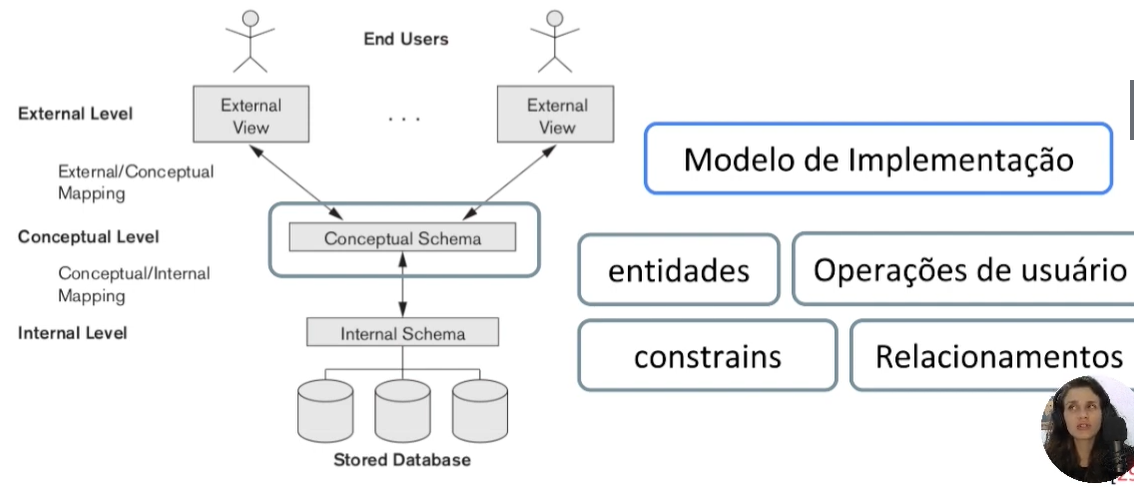 End Users
External Level
External
View
. . .
External
View
External/Conceptual
Mapping
Conceptual Level
Conceptual Schema
Conceptual/Internal
Mapping
Internal Level
Internal Schema
Stored Database
Modelo de Implementação
entidades
Operações de usuário
constrains
Relacionamentos